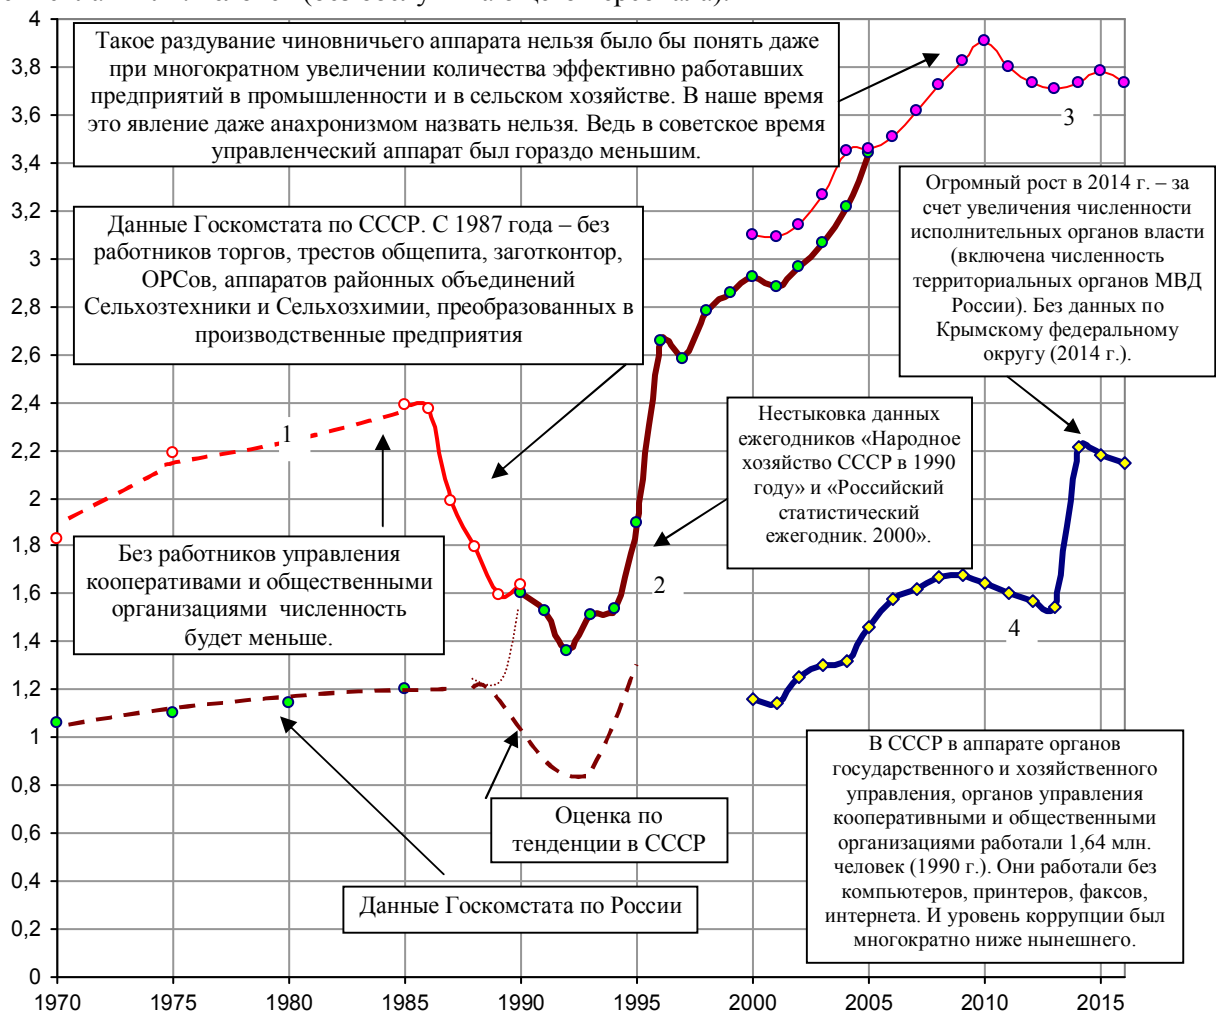 4
3,8
3,6
3,4
3,2
3
2,8
2,6
2,4
2,2
2
1,8
1,6
1,4
1,2
1
0,8
0,6
0,4
0,2
0
1970
1975
1980
1985
1990
1995
2000
2005
2010
2015
Такое раздувание чиновничьего аппарата нельзя было бы понять даже
при многократном увеличении количества эффективно работавших
предприятий в промышленности и в сельском хозяйстве. В наше время
это явление даже анахронизмом назвать нельзя. Ведь в советское время
управленческий аппарат был гораздо меньшим.
3
Огромный рост в 2014 г. – за
счет увеличения численности
исполнительных органов власти
(включена численность
территориальных органов МВД
России). Без данных по
Крымскому федеральному
округу (2014 г.).
Данные Госкомстата по СССР. С 1987 года – без
работников торгов, трестов общепита, заготконтор,
ОРСов, аппаратов районных объединений
Сельхозтехники и Сельхозхимии, преобразованных в
производственные предприятия
1
Нестыковка данных
ежегодников «Народное
хозяйство СССР в 1990
году» и «Российский
статистический
ежегодник. 2000».
Без работников управления
кооперативами и общественными
организациями численность
будет меньше.
2
4
В СССР в аппарате органов
государственного и хозяйственного
управления, органов управления
кооперативными и общественными
организациями работали 1,64 млн.
человек (1990 г.). Они работали без
компьютеров, принтеров, факсов,
интернета. И уровень коррупции был
многократно ниже нынешнего.
Оценка по
тенденции в СССР
Данные Госкомстата по России